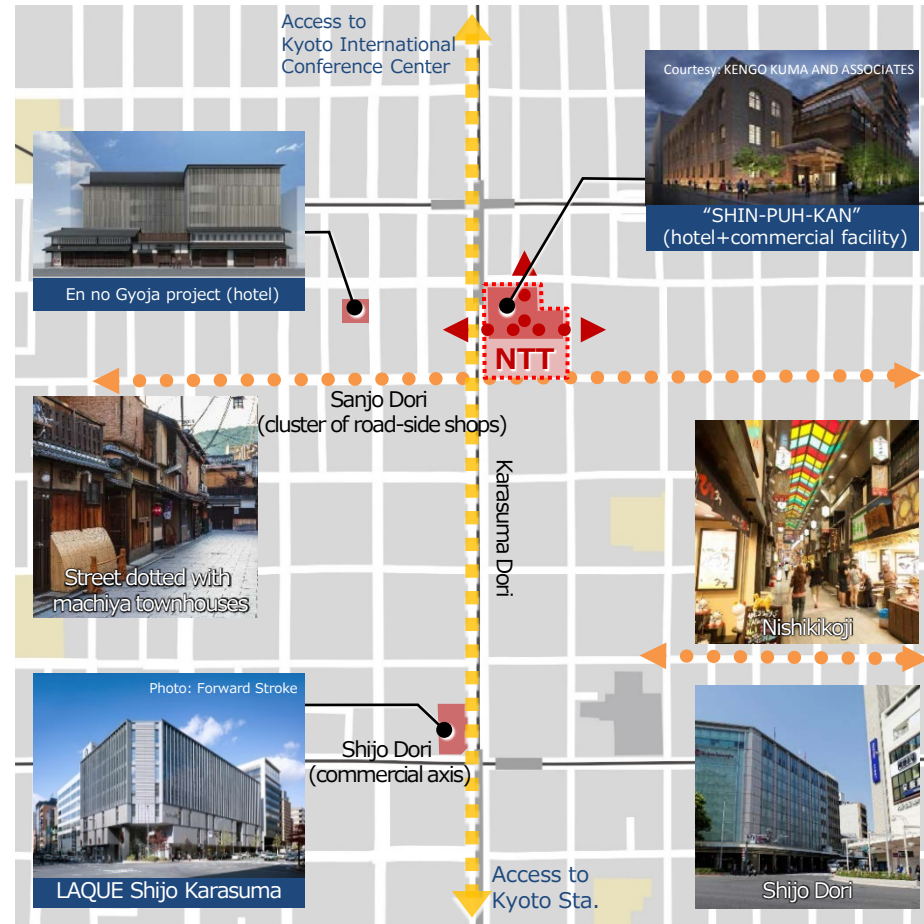 Access to
Kyoto International
Conference Center
Courtesy: KENGO KUMA AND ASSOCIATES
“SHIN-PUH-KAN”
(hotel+commercial facility)
En no Gyoja project (hotel)
NTT
Sanjo Dori
(cluster of road-side shops)
Karasuma Dori
Street dotted with
machiya townhouses
Nishikikoji
Photo: Forward Stroke
Shijo Dori
(commercial axis)
LAQUE Shijo Karasuma
Access to
Kyoto Sta.
Shijo Dori